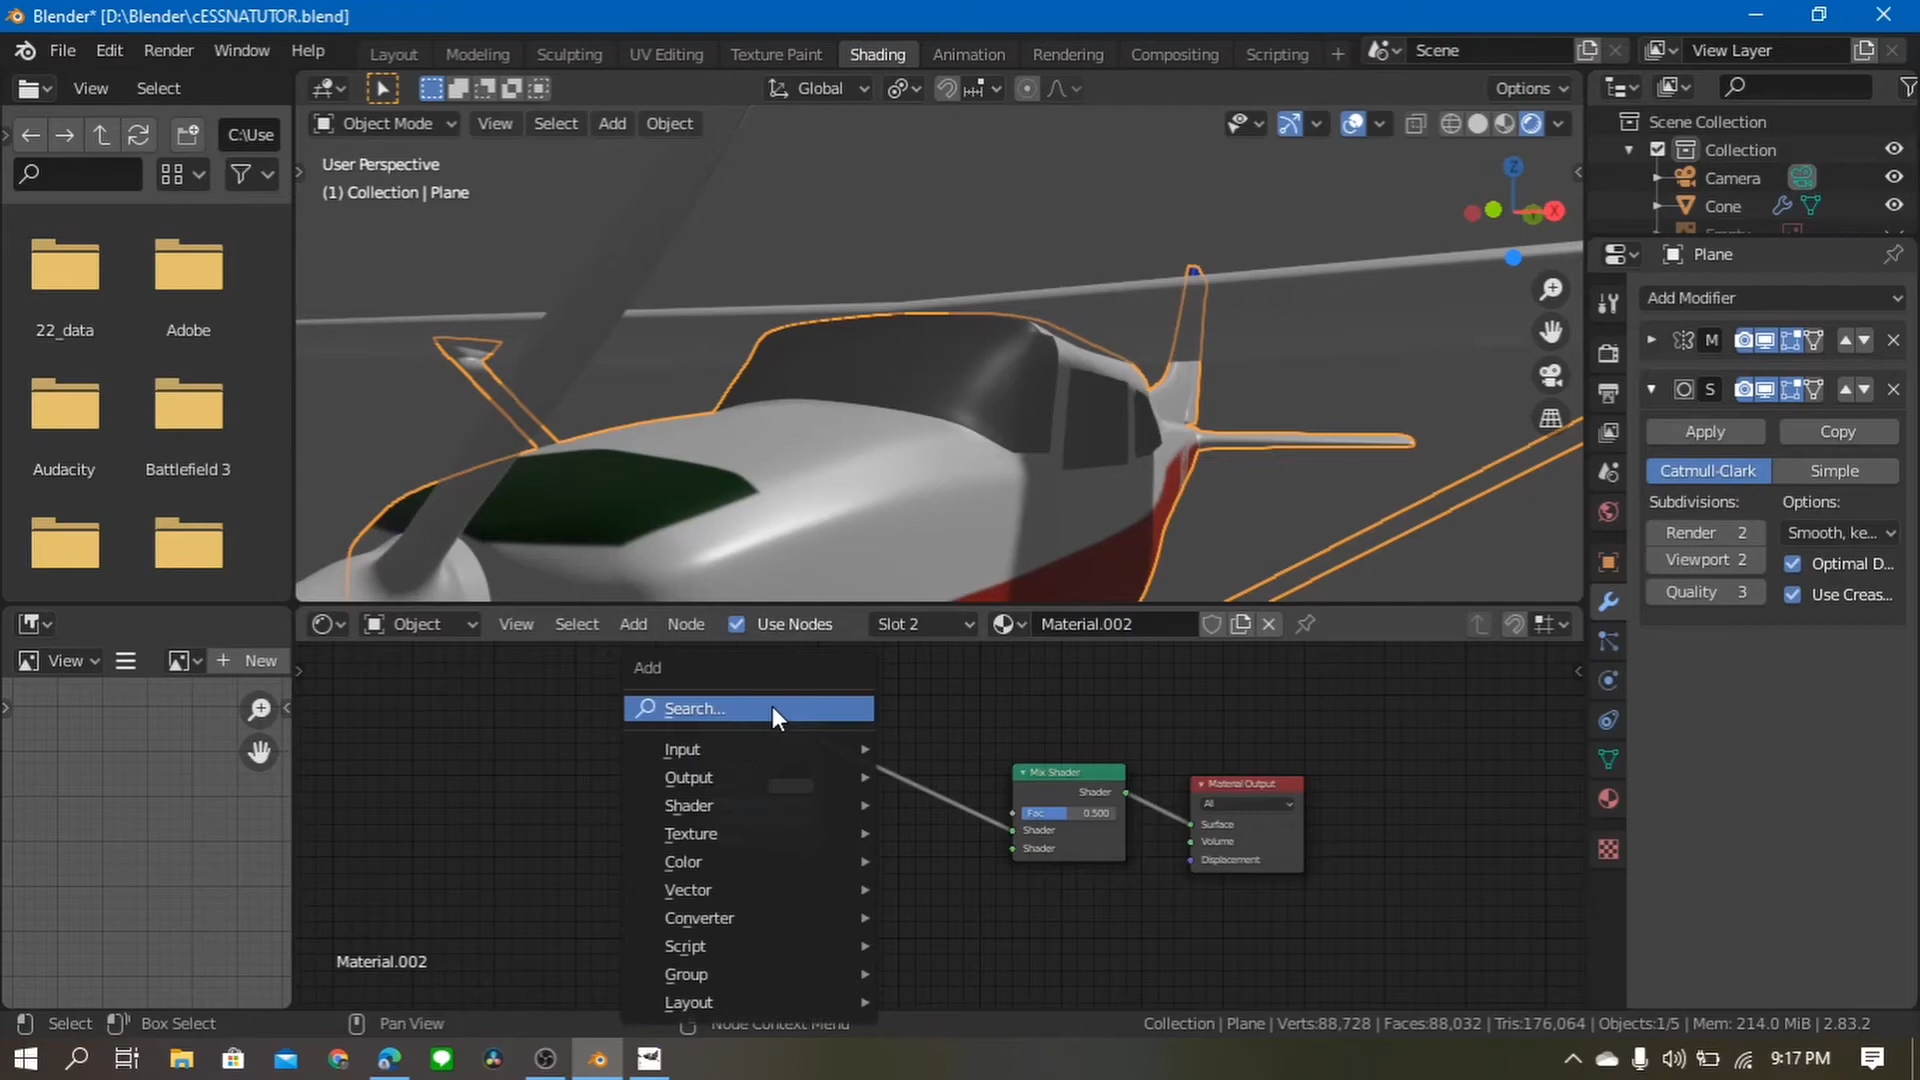 Blender* [D:\Blender\cESSNATUTOR.blend]
File Edit Render Window Help
Layout Modeling Sculpting UV Editing Texture Paint Shading Animation Rendering Compositing Scripting +
Scene
View Layer
View Select
Global
Options
C:\Use
Object Mode View Select Add Object
User Perspective
(1) Collection | Plane
Z
X
22_data
Adobe
Audacity
Battlefield 3
Scene Collection
Collection
Camera
Cone
Plane
Add Modifier
M
S
Apply
Copy
Catmull-Clark
Simple
Subdivisions:
Options:
Render 2
Smooth, ke...
Viewport 2
Optimal D...
Quality 3
Use Creas...
View
+ New
Object View Select Add Node Use Nodes Slot 2 Material.002
Add
Search...
Input
Output
Shader
Texture
Color
Vector
Converter
Script
Group
Layout
Mix Shader
Shader
Fac 0.500
Shader
Shader
Material Output
All
Surface
Volume
Displacement
Material.002
Select
Box Select
Pan View
Node Context Menu
Collection | Plane | Verts:88,728 | Faces:88,032 | Tris:176,064 | Objects:1/5 | Mem: 214.0 MiB | 2.83.2
9:17 PM